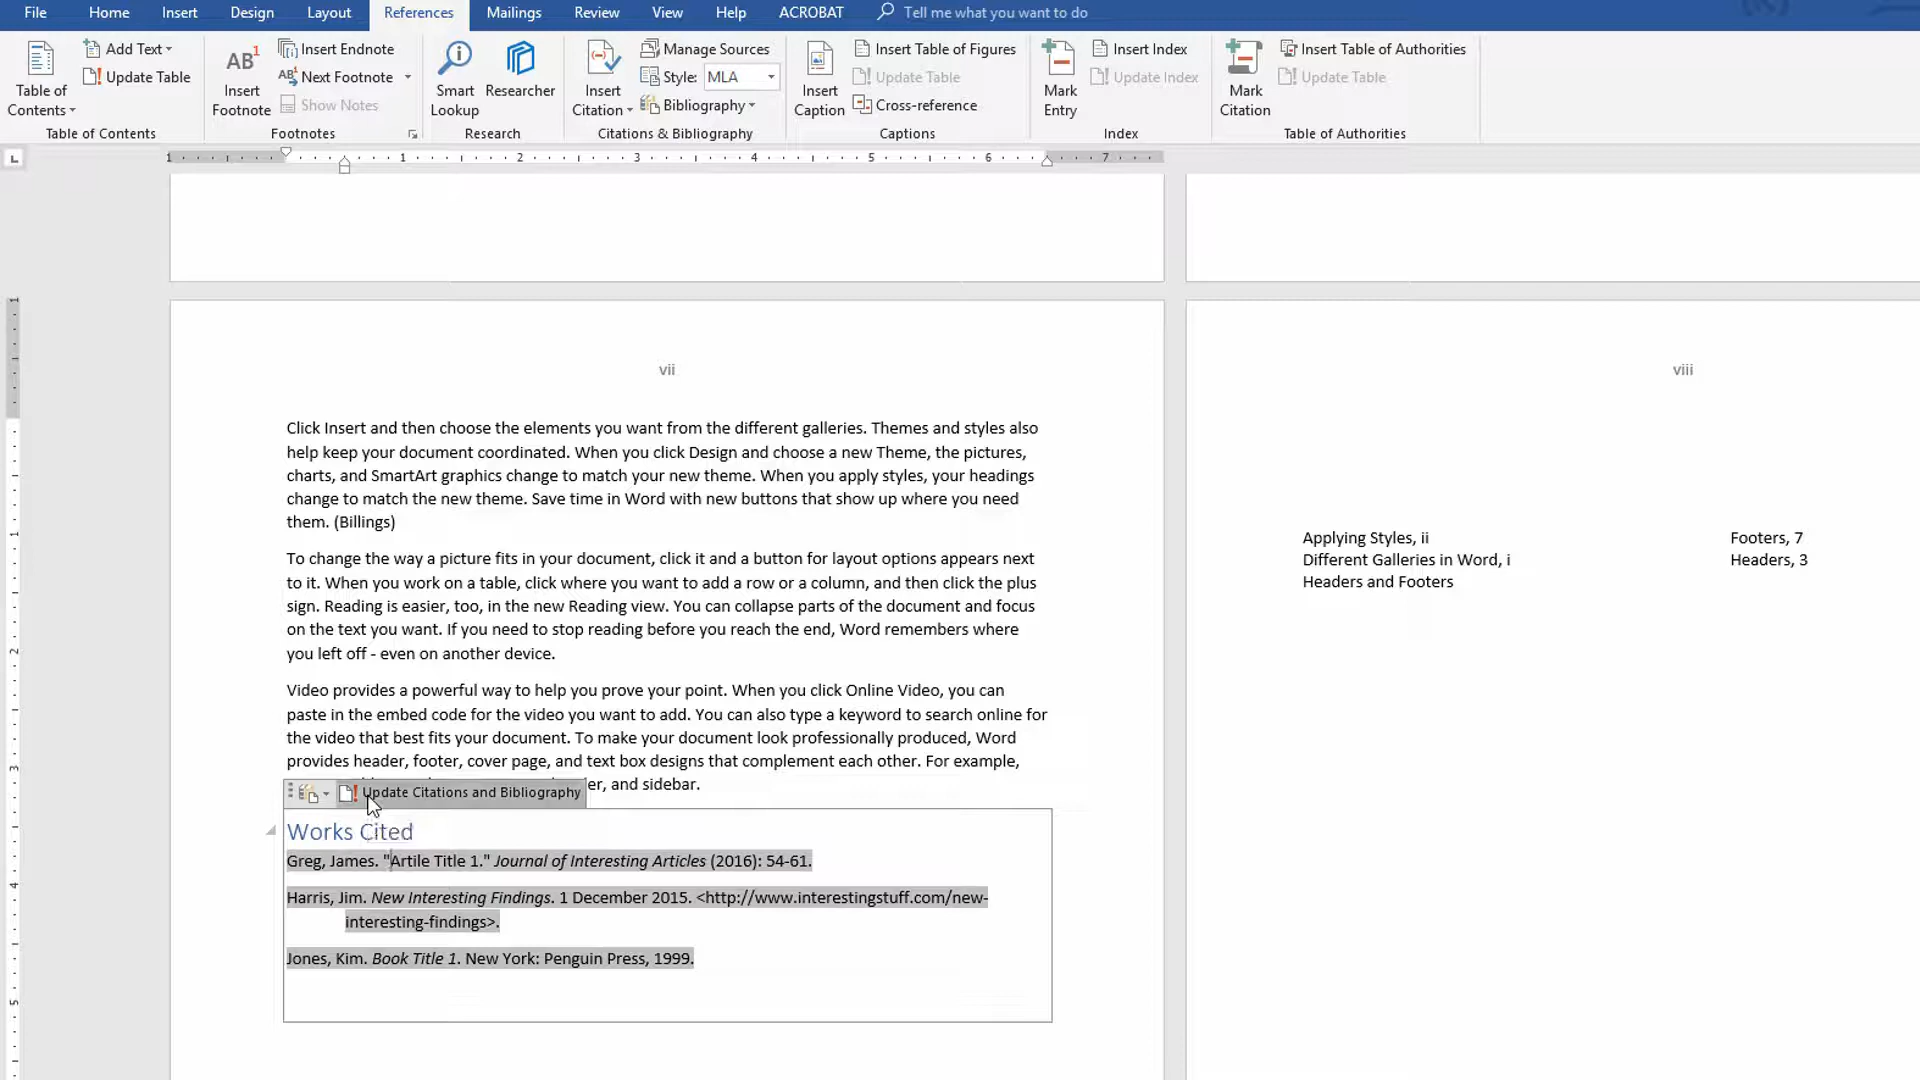 File Home Insert Design Layout References Mailings Review View Help ACROBAT Tell me what you want to do
Table of Contents
Add Text
Update Table
Table of Contents
AB1 Insert Footnote
Insert Endnote
AB1 Next Footnote
Show Notes
Footnotes
Smart Lookup
Researcher
Research
Insert Citation
Manage Sources
Style: MLA
Bibliography
Citations & Bibliography
Insert Caption
Insert Table of Figures
Update Table
Cross-reference
Captions
Mark Entry
Insert Index
Update Index
Index
Mark Citation
Insert Table of Authorities
Update Table
Table of Authorities
L
1 1 2 3 4 5 6 7
1
1
2
3
4
5
vii
Click Insert and then choose the elements you want from the different galleries. Themes and styles also
help keep your document coordinated. When you click Design and choose a new Theme, the pictures,
charts, and SmartArt graphics change to match your new theme. When you apply styles, your headings
change to match the new theme. Save time in Word with new buttons that show up where you need
them. (Billings)
To change the way a picture fits in your document, click it and a button for layout options appears next
to it. When you work on a table, click where you want to add a row or a column, and then click the plus
sign. Reading is easier, too, in the new Reading view. You can collapse parts of the document and focus
on the text you want. If you need to stop reading before you reach the end, Word remembers where
you left off - even on another device.
Video provides a powerful way to help you prove your point. When you click Online Video, you can
paste in the embed code for the video you want to add. You can also type a keyword to search online for
the video that best fits your document. To make your document look professionally produced, Word
provides header, footer, cover page, and text box designs that complement each other. For example,
er, and sidebar.
Update Citations and Bibliography
Works Cited
Greg, James. "Artile Title 1." Journal of Interesting Articles (2016): 54-61.
Harris, Jim. New Interesting Findings. 1 December 2015. <http://www.interestingstuff.com/new-
interesting-findings>.
Jones, Kim. Book Title 1. New York: Penguin Press, 1999.
viii
Applying Styles, ii
Different Galleries in Word, i
Headers and Footers
Footers, 7
Headers, 3